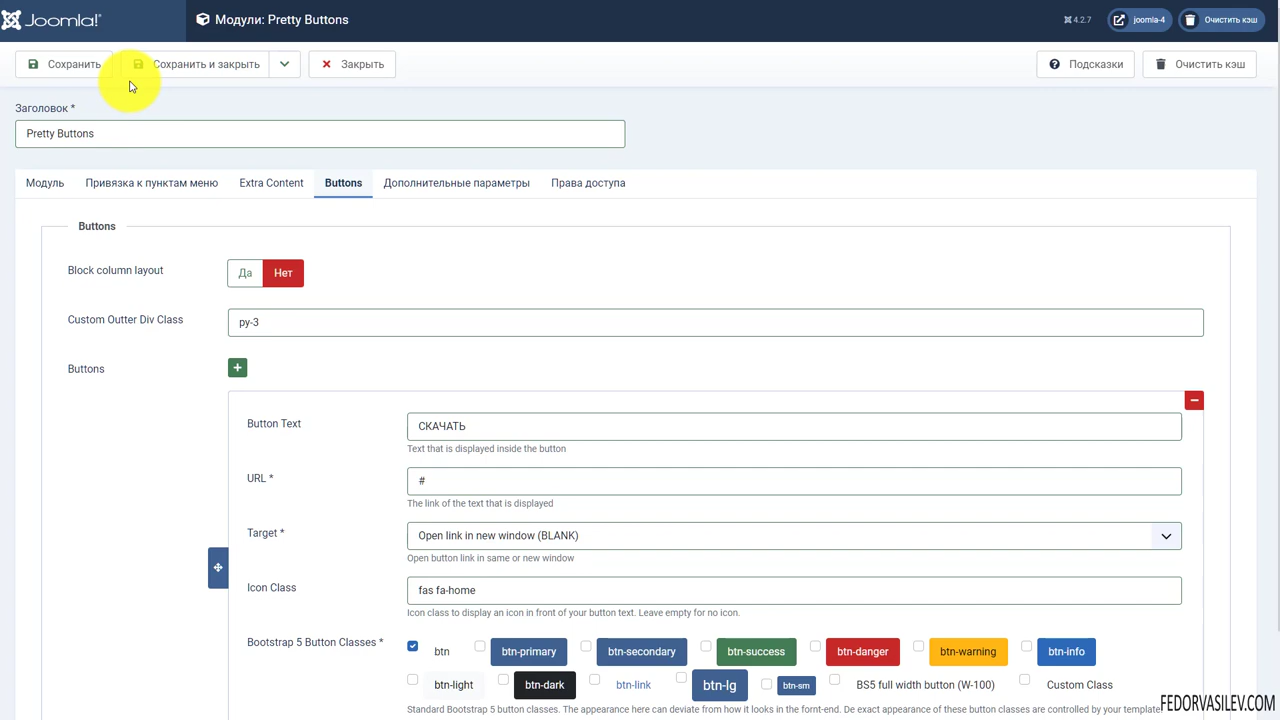 Joomla!
Модули: Pretty Buttons
4.2.7
joomla-4
Очистить кэш
Сохранить
Сохранить и закрыть
Закрыть
Подсказки
Очистить кэш
Заголовок *
Pretty Buttons
Модуль
Привязка к пунктам меню
Extra Content
Buttons
Дополнительные параметры
Права доступа
Buttons
Block column layout
Да
Нет
Custom Outter Div Class
py-3
Buttons
Button Text
СКАЧАТЬ
Text that is displayed inside the button
URL *
#
The link of the text that is displayed
Target *
Open link in new window (BLANK)
Open button link in same or new window
Icon Class
fas fa-home
Icon class to display an icon in front of your button text. Leave empty for no icon.
Bootstrap 5 Button Classes *
btn
btn-primary
btn-secondary
btn-success
btn-danger
btn-warning
btn-info
btn-light
btn-dark
btn-link
btn-lg
btn-sm
BS5 full width button (W-100)
Custom Class
Standard Bootstrap 5 button classes. The appearance here can deviate from how it looks in the fornt-end. De exact appearance of these button classes are controlled by your template
FEDORVASILEV.COM